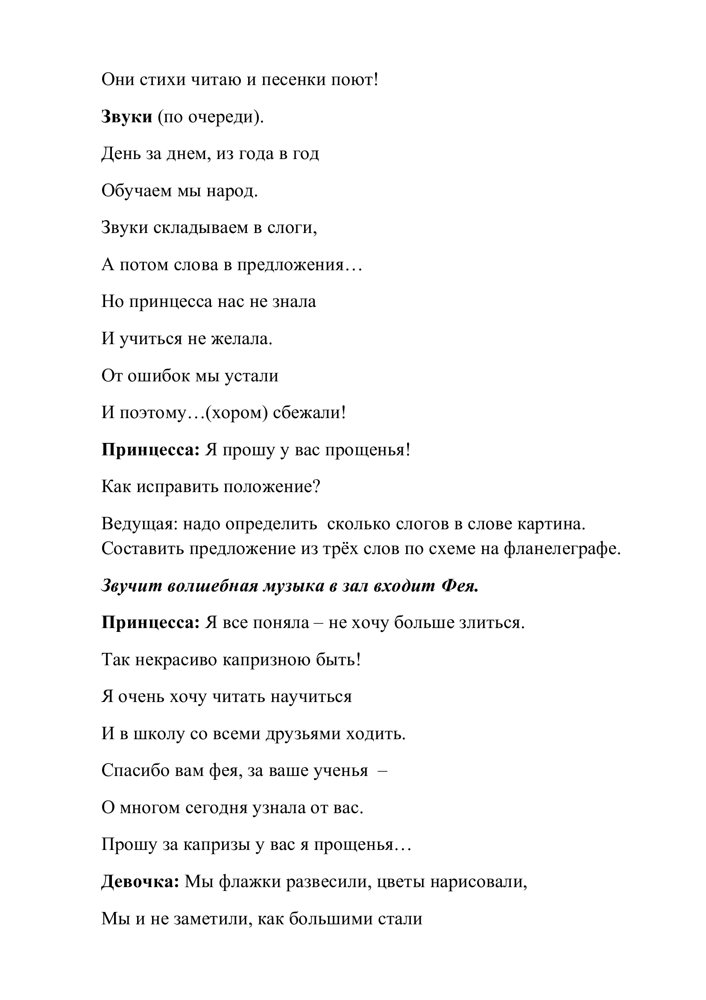 Они стихи читаю и песенки поют!
Звуки (по очереди).
День за днем, из года в год
Обучаем мы народ.
Звуки складываем в слоги,
А потом слова в предложения…
Но принцесса нас не знала
И учиться не желала.
От ошибок мы устали
И поэтому…(хором) сбежали!
Принцесса: Я прошу у вас прощенья!
Как исправить положение?
Ведущая: надо определить  сколько слогов в слове картина.
Составить предложение из трёх слов по схеме на фланелеграфе.
Звучит волшебная музыка в зал входит Фея.
Принцесса: Я все поняла – не хочу больше злиться.
Так некрасиво капризною быть!
Я очень хочу читать научиться
И в школу со всеми друзьями ходить.
Спасибо вам фея, за ваше ученья  –
О многом сегодня узнала от вас.
Прошу за капризы у вас я прощенья…
Девочка: Мы флажки развесили, цветы нарисовали,
Мы и не заметили, как большими стали